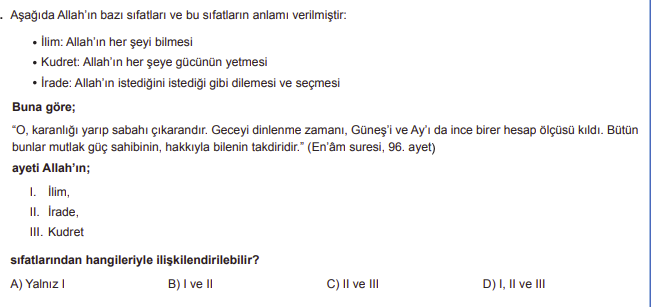 . Aşağıda Allah'ın bazı sıfatları ve bu sıfatların anlamı verilmiştir:
• İlim: Allah'ın her şeyi bilmesi
• Kudret: Allah'ın her şeye gücünün yetmesi
• İrade: Allah'ın istediğini istediği gibi dilemesi ve seçmesi
Buna göre;
“O, karanlığı yarıp sabahı çıkarandır. Geceyi dinlenme zamanı, Güneş'i ve Ay'ı da ince birer hesap ölçüsü kıldı. Bütün
bunlar mutlak güç sahibinin, hakkıyla bilenin takdiridir.” (En'âm suresi, 96. ayet)
ayeti Allah'ın;
I. İlim,
II. İrade,
III. Kudret
sıfatlarından hangileriyle ilişkilendirilebilir?
A) Yalnız I B) I ve II C) II ve III D) I, II ve III